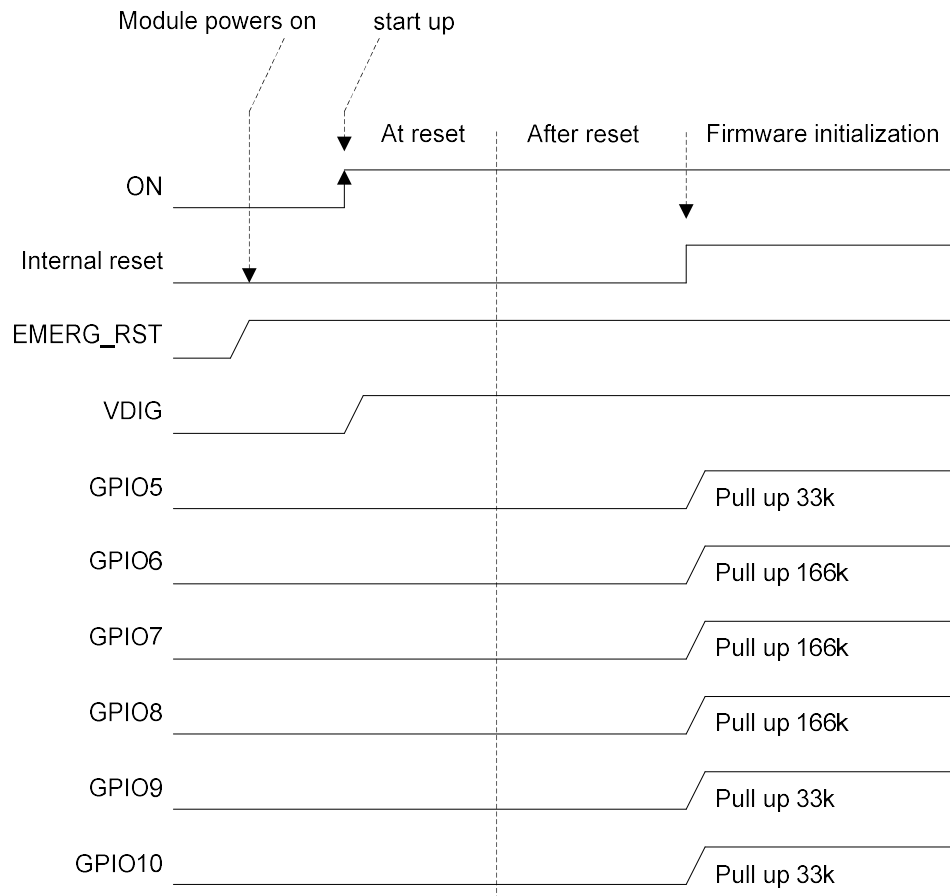 Module powers on
start up
At reset
After reset
Firmware initialization
ON
Internal reset
EMERG_RST
VDIG
GPIO5
Pull up 33k
GPIO6
Pull up 166k
GPIO7
Pull up 166k
GPIO8
Pull up 166k
GPIO9
Pull up 33k
GPIO10
Pull up 33k